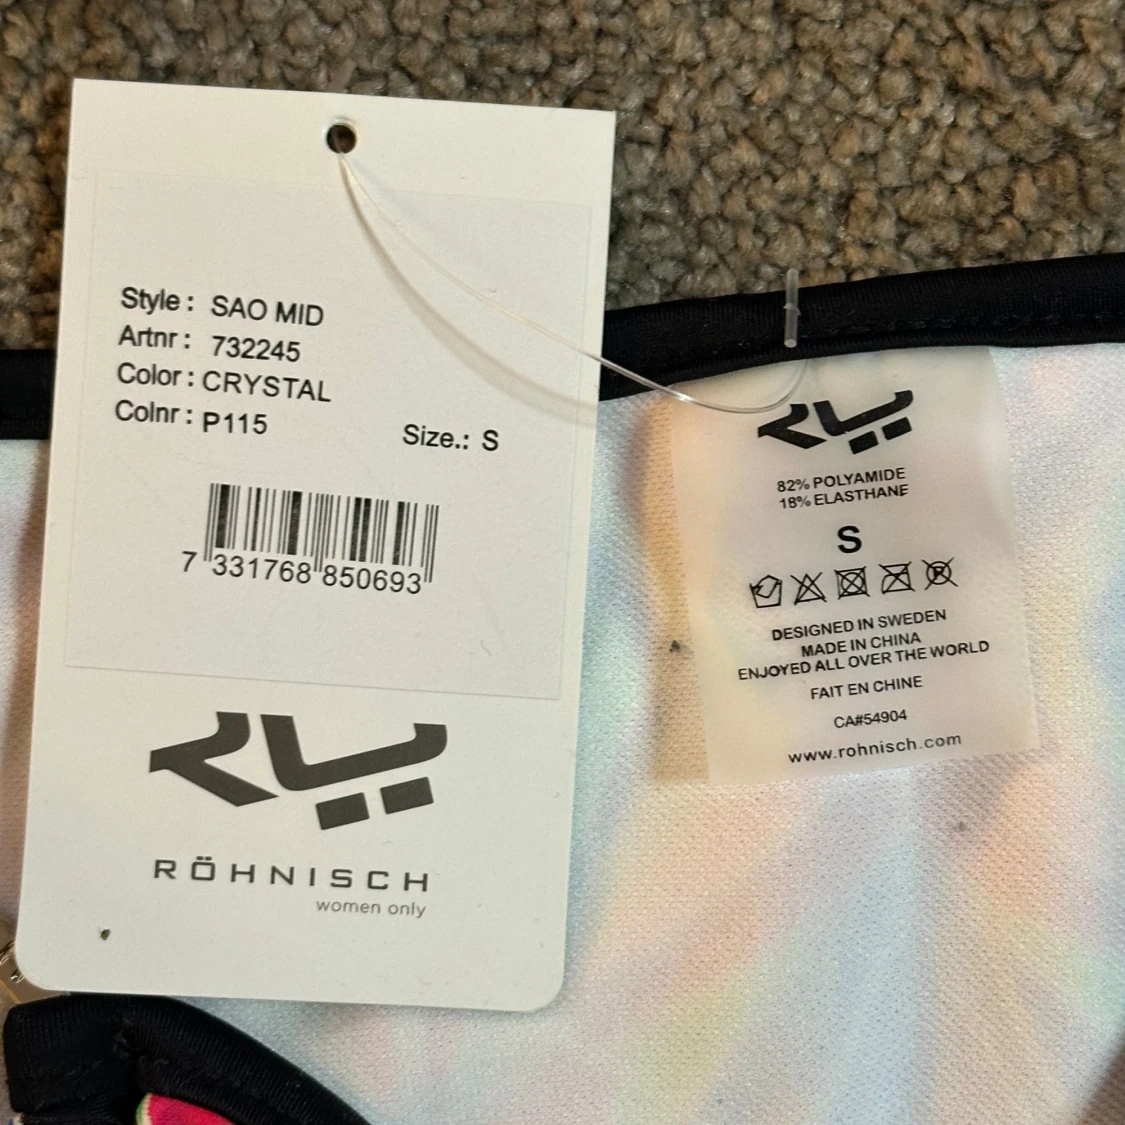 Style : SAO MID
Artnr : 732245
Color : CRYSTAL
Colnr : P115
Size.: S
7 331768 850693
RÖHNISCH
women only
82% POLYAMIDE
18% ELASTHANE
S
DESIGNED IN SWEDEN
MADE IN CHINA
ENJOYED ALL OVER THE WORLD
FAIT EN CHINE
CA#54904
www.rohnisch.com